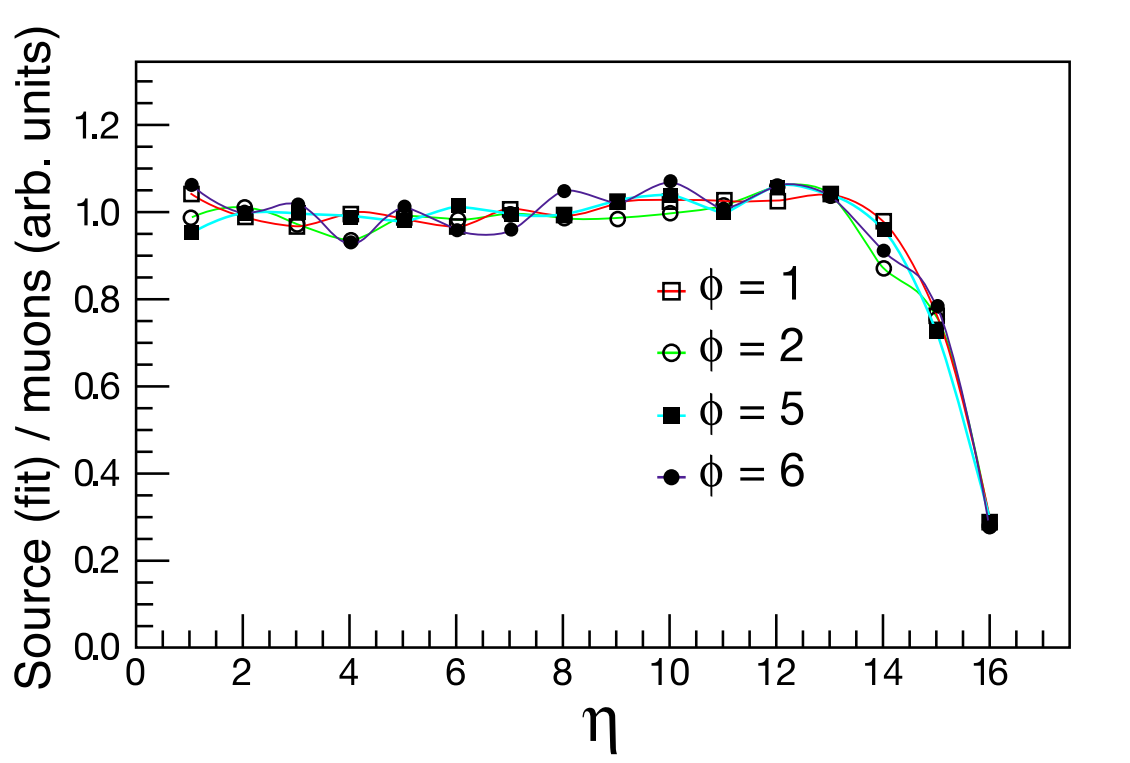 Source (fit) / muons (arb. units)
1.2
1.0
0.8
0.6
0.4
0.2
0.0
ϕ = 1
ϕ = 2
ϕ = 5
ϕ = 6
0 2 4 6 8 10 12 14 16
η